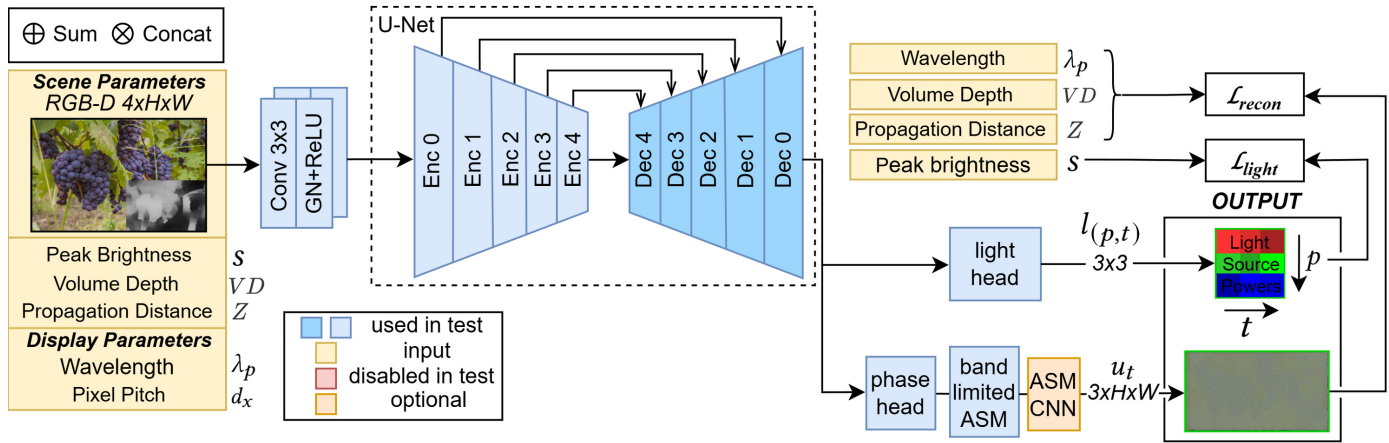 ⊕ Sum ⊗ Concat
Scene Parameters
RGB-D 4xHxW
Peak Brightness s
Volume Depth VD
Propagation Distance Z
Display Parameters
Wavelength λp
Pixel Pitch dx
Conv 3x3
GN+ReLU
U-Net
Enc 0
Enc 1
Enc 2
Enc 3
Enc 4
Dec 4
Dec 3
Dec 2
Dec 1
Dec 0
used in test
input
disabled in test
optional
Wavelength λp
Volume Depth VD
Propagation Distance Z
Peak brightness s
ℒrecon
ℒlight
OUTPUT
light
head
l(p,t)
3x3
Light
Source
Powers
p
t
phase
head
band
limited
ASM
ASM
CNN
ut
3xHxW